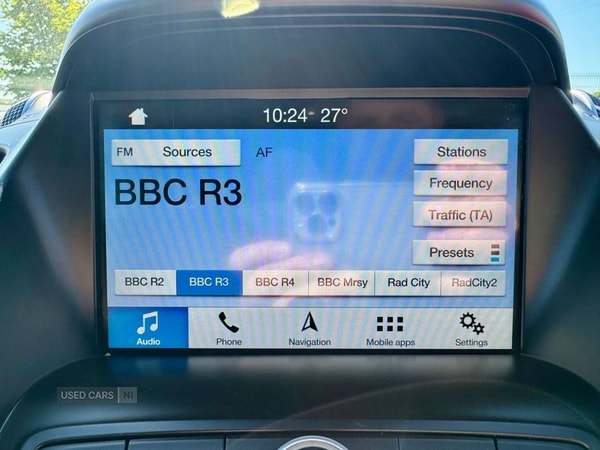 10:24 27°
FM Sources AF Stations
BBC R3
Frequency
Traffic (TA)
Presets
BBC R2 BBC R3 BBC R4 BBC Mrsy Rad City RadCity2
Audio Phone Navigation Mobile apps Settings
USED CARS NI